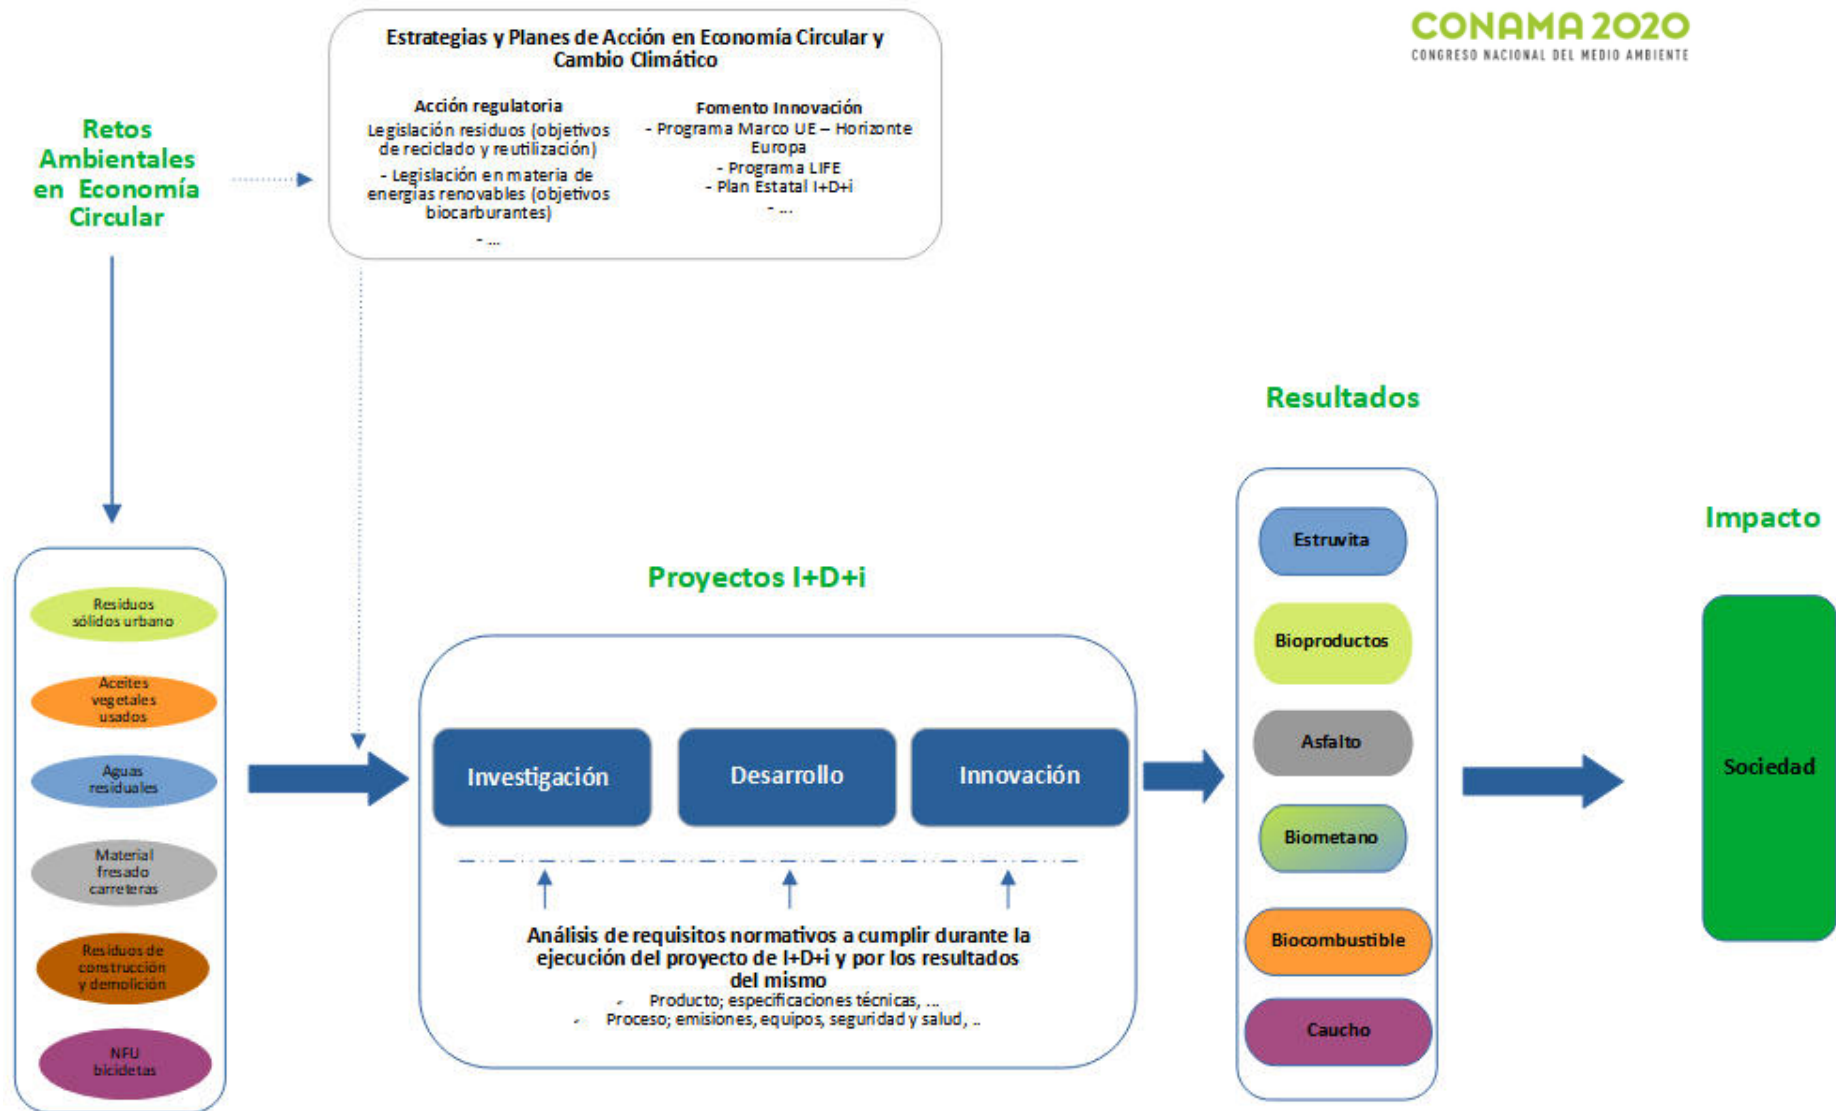 CONAMA 2020
CONGRESO NACIONAL DEL MEDIO AMBIENTE
Estrategias y Planes de Acción en Economía Circular y
Cambio Climático
Acción regulatoria
Legislación residuos (objetivos
de reciclado y reutilización)
- Legislación en materia de
energías renovables (objetivos
biocarburantes)
- ...
Fomento Innovación
- Programa Marco UE – Horizonte
Europa
- Programa LIFE
- Plan Estatal I+D+i
- ...
Retos
Ambientales
en Economía
Circular
Residuos
sólidos urbano
Aceites
vegetales
usados
Aguas
residuales
Material
fresado
carreteras
Residuos de
construcción
y demolición
NFU
bicicletas
Proyectos I+D+i
Investigación
Desarrollo
Innovación
Análisis de requisitos normativos a cumplir durante la
ejecución del proyecto de I+D+i y por los resultados
del mismo
- Producto; especificaciones técnicas, ...
- Proceso; emisiones, equipos, seguridad y salud, ..
Resultados
Estruvita
Bioproductos
Asfalto
Biometano
Biocombustible
Caucho
Impacto
Sociedad